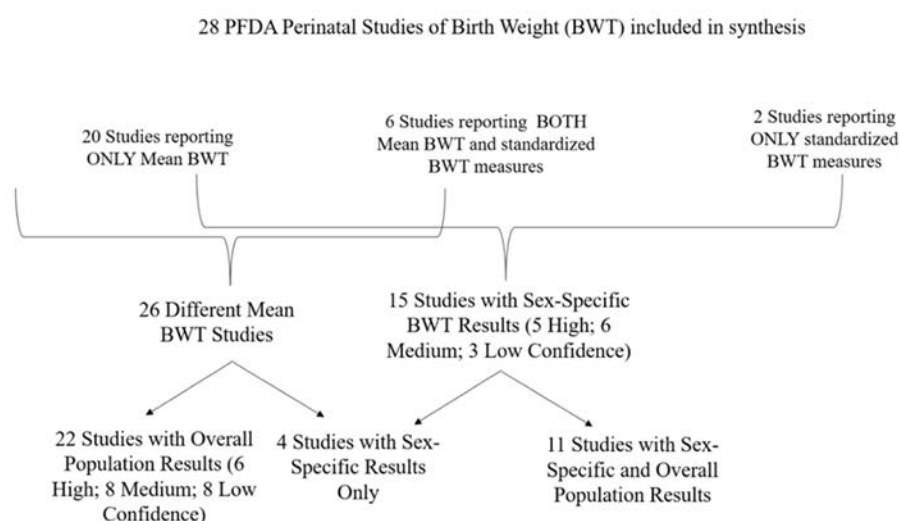 28 PFDA Perinatal Studies of Birth Weight (BWT) included in synthesis
20 Studies reporting
ONLY Mean BWT
6 Studies reporting BOTH
Mean BWT and standardized
BWT measures
2 Studies reporting
ONLY standardized
BWT measures
26 Different Mean
BWT Studies
15 Studies with Sex-Specific
BWT Results (5 High; 6
Medium; 3 Low Confidence)
22 Studies with Overall
Population Results (6
High; 8 Medium; 8 Low
Confidence)
4 Studies with Sex-
Specific Results
Only
11 Studies with Sex-
Specific and Overall
Population Results